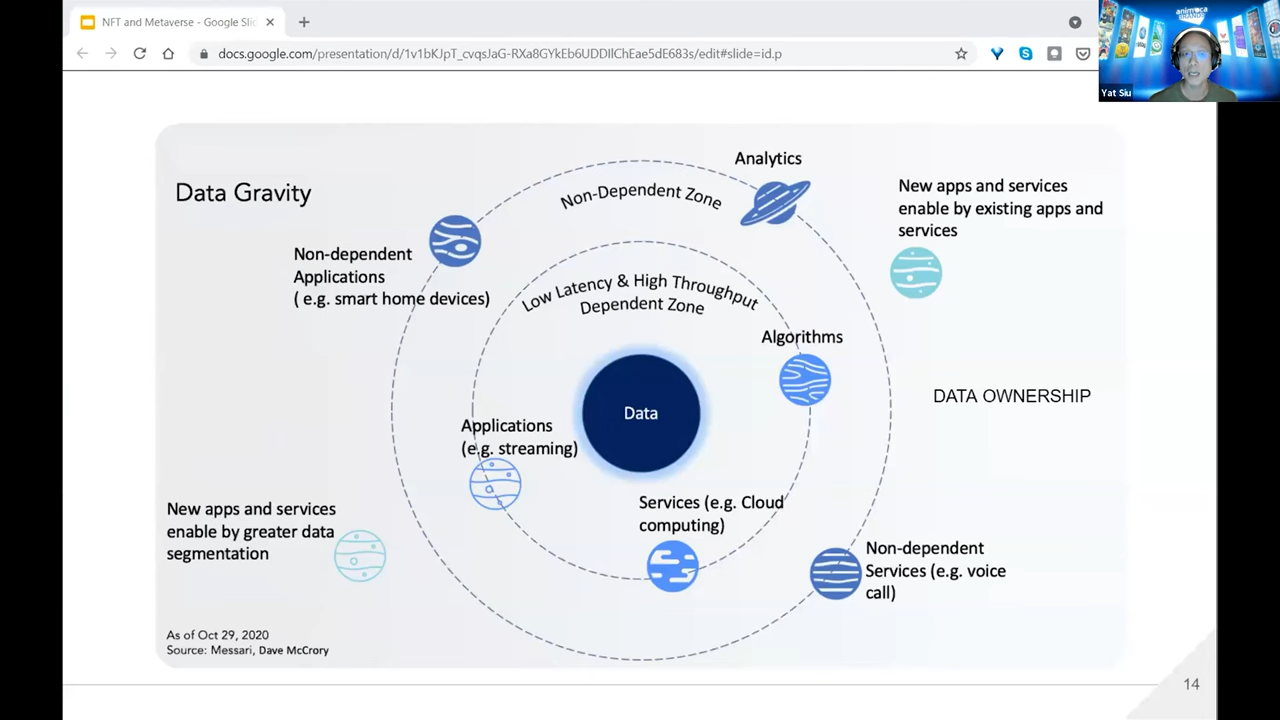 NFT and Metaverse - Google Slid
docs.google.com/presentation/d/1v1bKJpT_cvqsJaG-RXa8GYkEb6UDDIlChEae5dE683s/edit#slide=id.p
animoca
BRANDS
Yat Siu
Data Gravity
Analytics
Non-Dependent Zone
New apps and services
enable by existing apps and
services
Non-dependent
Applications
( e.g. smart home devices)
Low Latency & High Throughput
Dependent Zone
Algorithms
Data
DATA OWNERSHIP
Applications
(e.g. streaming)
Services (e.g. Cloud
computing)
New apps and services
enable by greater data
segmentation
Non-dependent
Services (e.g. voice
call)
As of Oct 29, 2020
Source: Messari, Dave McCrory
14